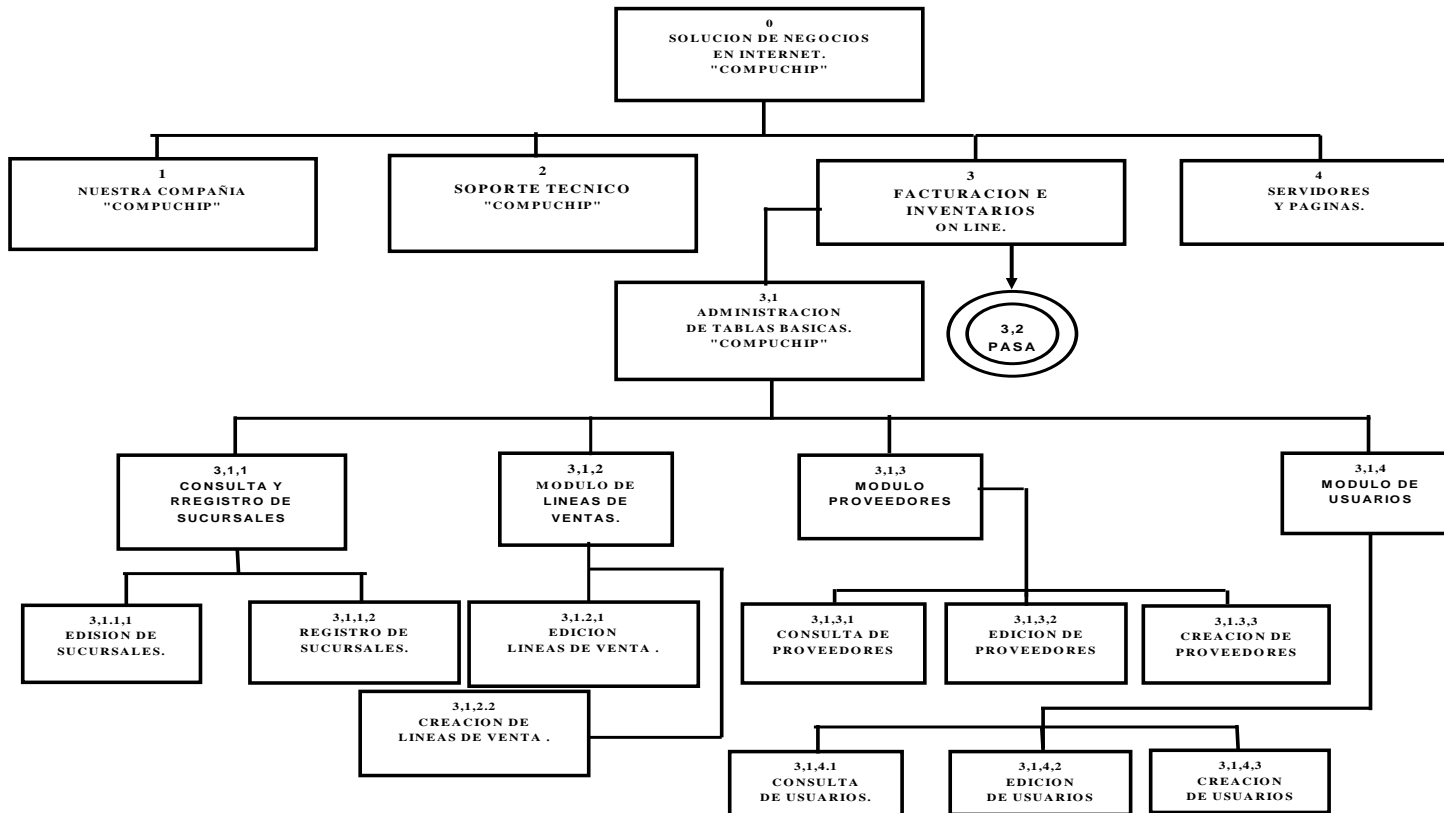 0
SOLUCION DE NEGOCIOS
EN INTERNET.
"COMPUCHIP"
1
NUESTRA COMPAÑIA
"COMPUCHIP"
2
SOPORTE TECNICO
"COMPUCHIP"
3
FACTURACION E
INVENTARIOS
ON LINE.
4
SERVIDORES
Y PAGINAS.
3,1
ADMINISTRACION
DE TABLAS BASICAS.
"COMPUCHIP"
3,2
PASA
3,1,1
CONSULTA Y
RREGISTRO DE
SUCURSALES
3,1,2
MODULO DE
LINEAS DE
VENTAS.
3,1,3
MODULO
PROVEEDORES
3,1,4
MODULO DE
USUARIOS
3,1.1,1
EDISION DE
SUCURSALES.
3,1,1,2
REGISTRO DE
SUCURSALES.
3,1.2,1
EDICION
LINEAS DE VENTA .
3,1,2.2
CREACION DE
LINEAS DE VENTA .
3,1,3,1
CONSULTA DE
PROVEEDORES
3,1,3,2
EDICION DE
PROVEEDORES
3,1.3,3
CREACION DE
PROVEEDORES
3,1,4.1
CONSULTA
DE USUARIOS.
3,1,4,2
EDICION
DE USUARIOS
3,1,4,3
CREACION
DE USUARIOS